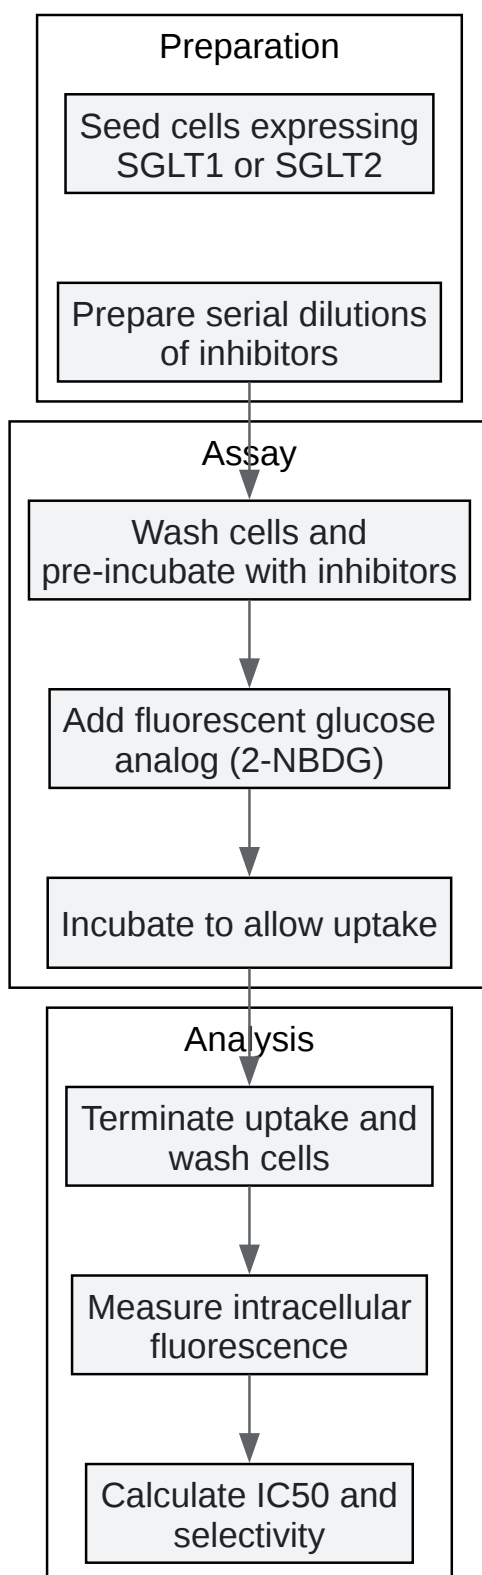 Preparation
Seed cells expressing
SGLT1 or SGLT2
Prepare serial dilutions
of inhibitors
Assay
Wash cells and
pre-incubate with inhibitors
Add fluorescent glucose
analog (2-NBDG)
Incubate to allow uptake
Analysis
Terminate uptake and
wash cells
Measure intracellular
fluorescence
Calculate IC50 and
selectivity